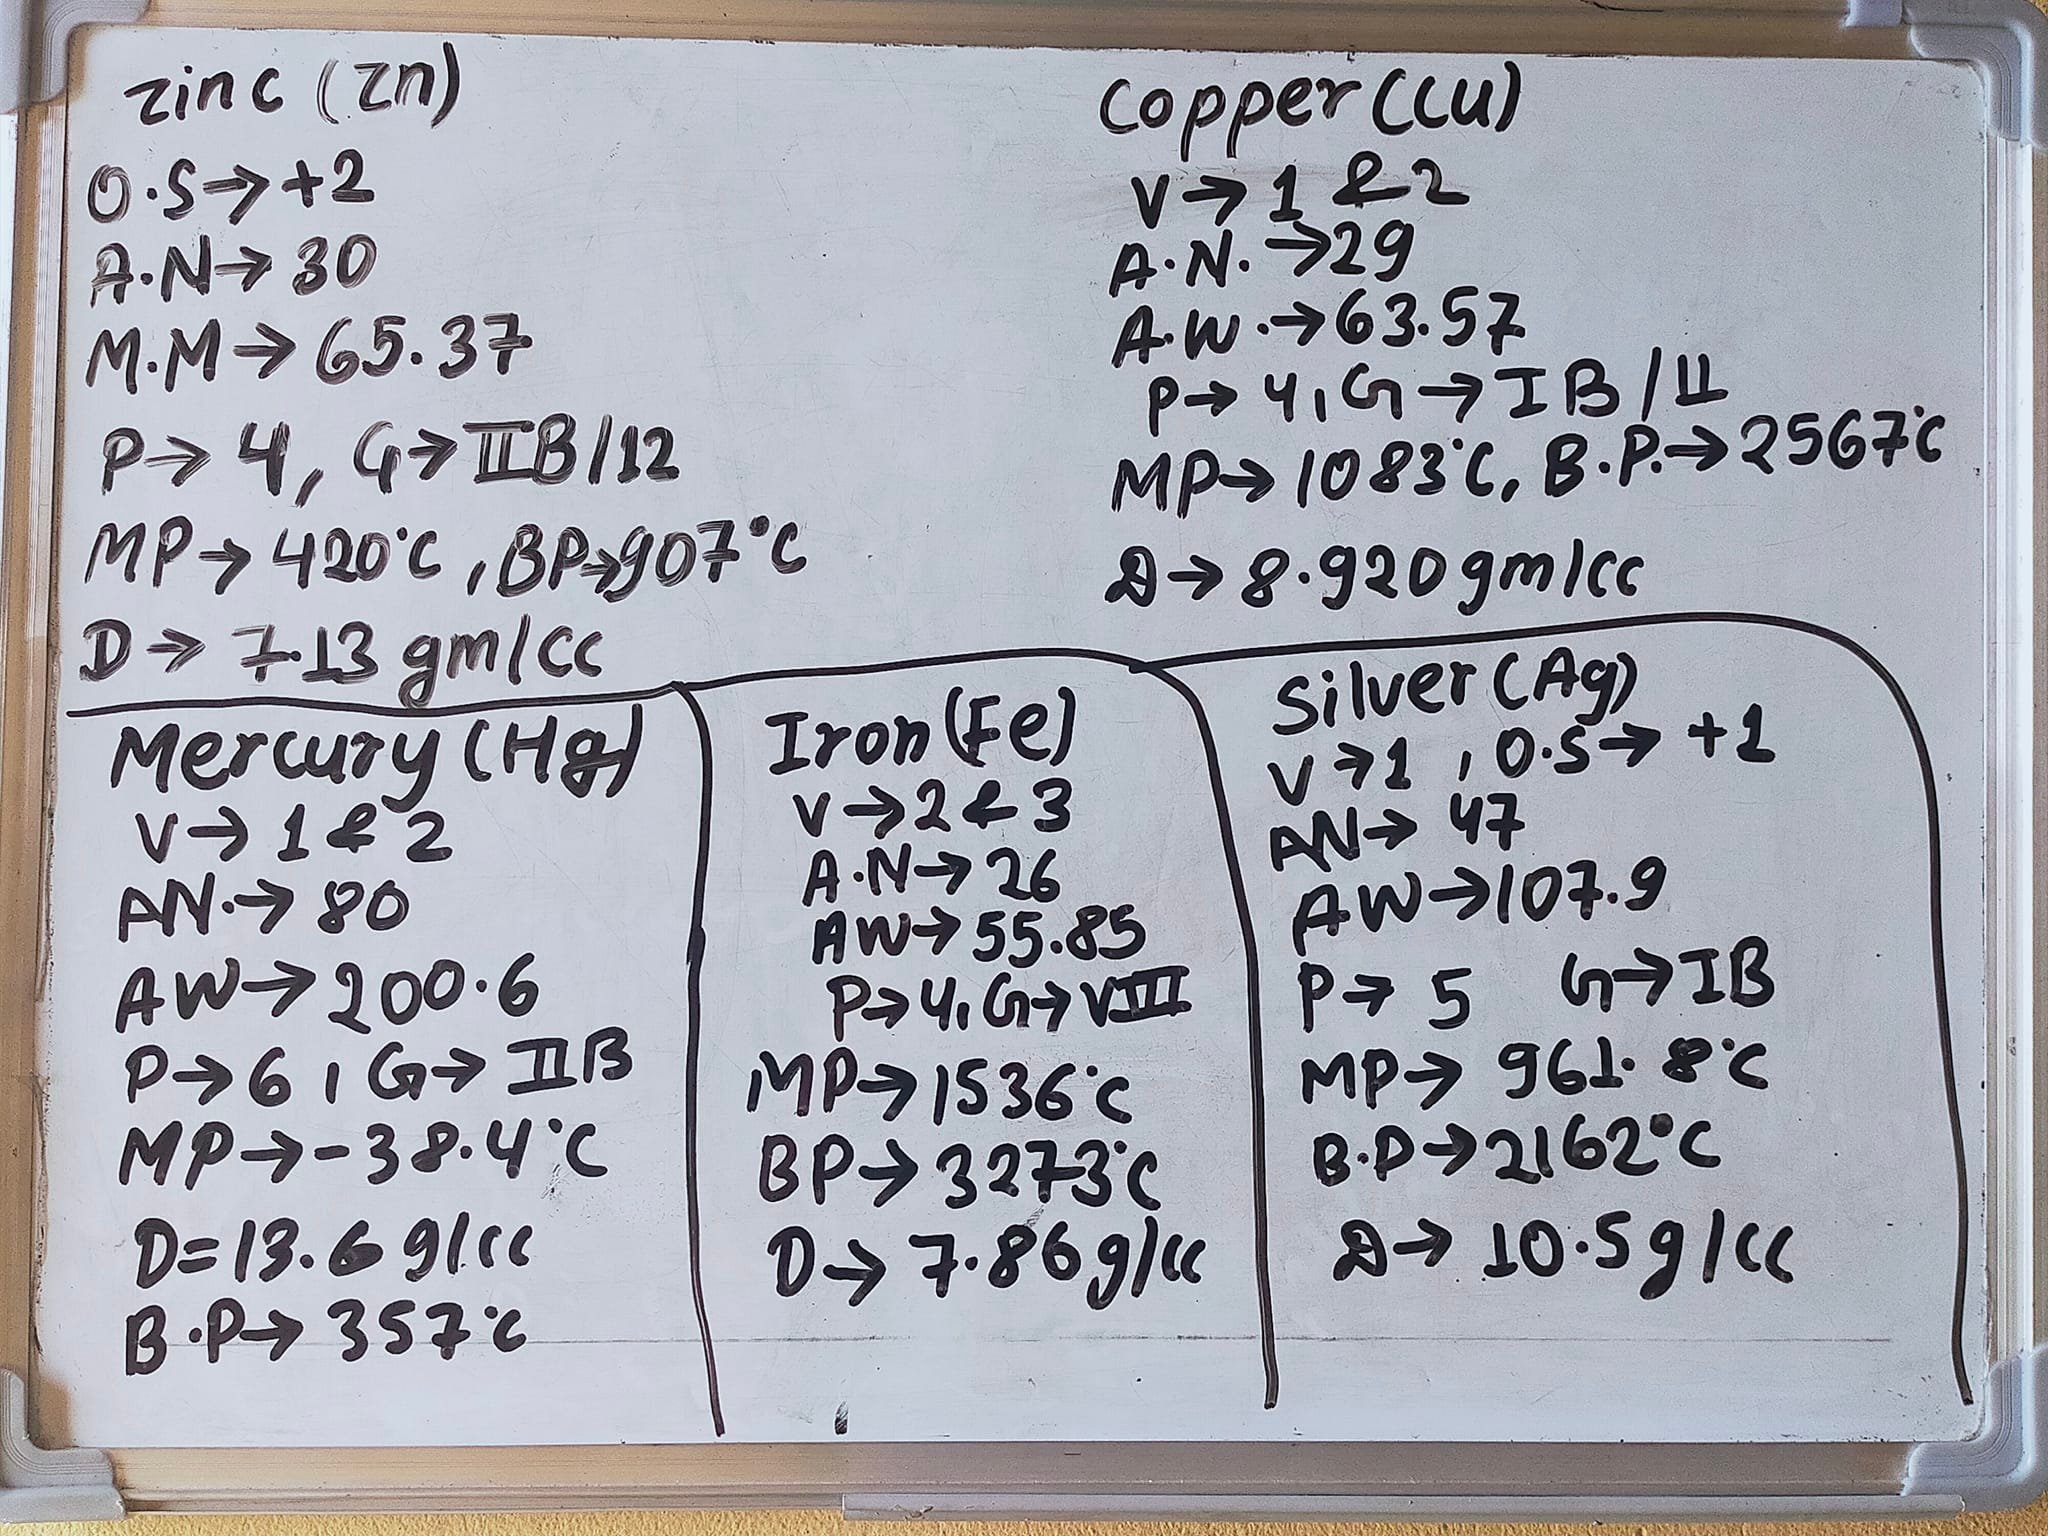 Zinc (Zn)
O.S→+2
A.N→30
M.M→65.37
P→4, G→IIB/12
MP→420°C, BP→907°C
D→7.13 gm/cc
Copper (Cu)
V→1 & 2
A.N.→29
A.W.→63.57
P→4, G→IB/11
MP→1083°C, B.P.→2567°C
D→8.920gm/cc
Mercury (Hg)
V→1 & 2
AN.→80
AW→200.6
P→6, G→IIB
MP→-38.4°C
D=13.6 g/cc
B.P→357°C
Iron (Fe)
V→2 & 3
A.N→26
AW→55.85
P→4, G→VIII
MP→1536°C
BP→3273°C
D→7.86g/cc
Silver (Ag)
V→1, O.S→+1
AN→47
AW→107.9
P→5 G→IB
MP→961.8°C
B.P→2162°C
D→10.5g/cc